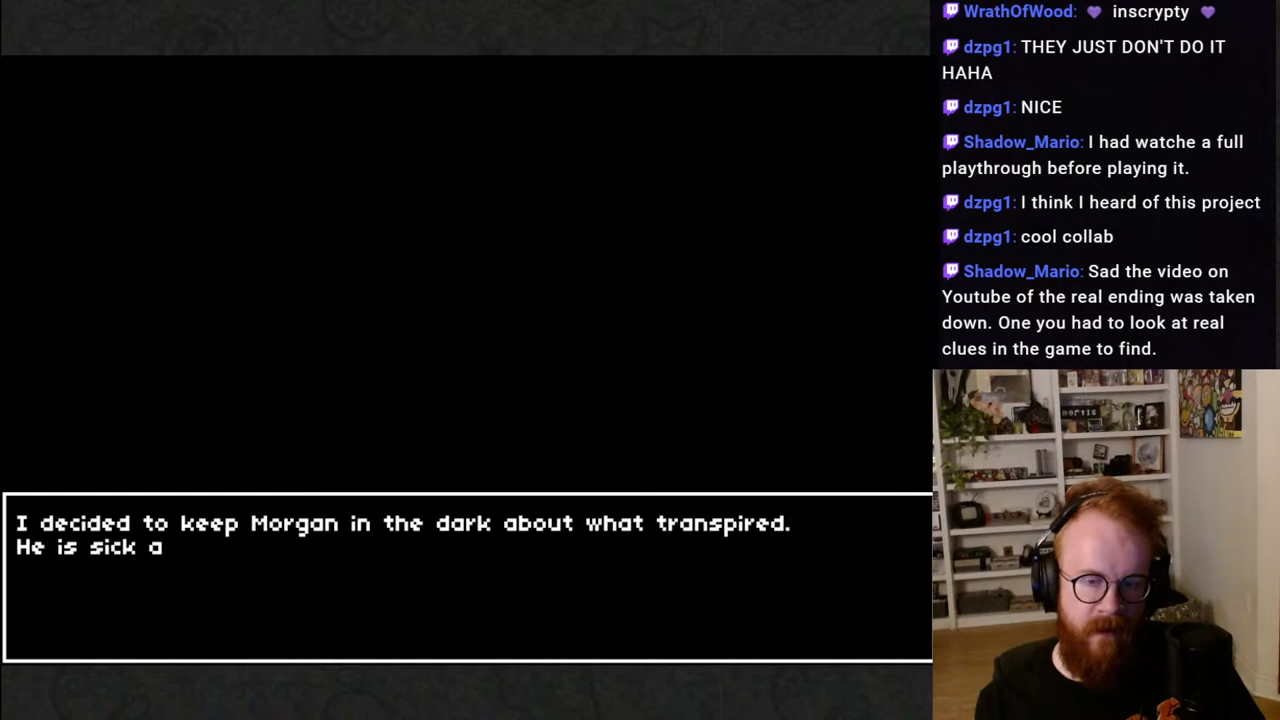 WrathOfWood: 💜 inscrypty 💜
dzpg1: THEY JUST DON'T DO IT
HAHA
dzpg1: NICE
Shadow_Mario: I had watche a full
playthrough before playing it.
dzpg1: I think I heard of this project
dzpg1: cool collab
Shadow_Mario: Sad the video on
Youtube of the real ending was taken
down. One you had to look at real
clues in the game to find.
mortis
I decided to keep Morgan in the dark about what transpired.
He is sick a